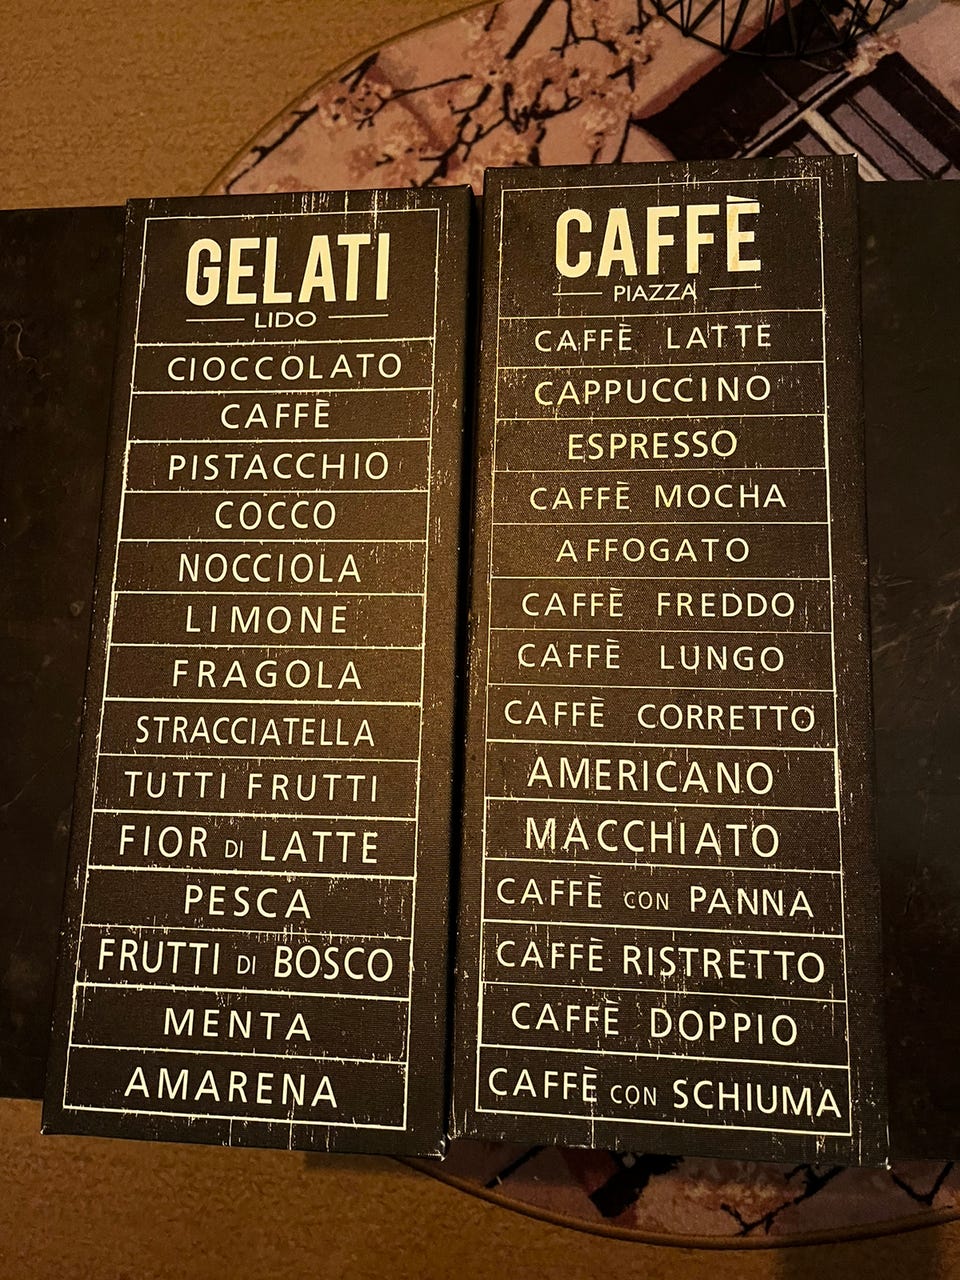 GELATI
LIDO
CIOCCOLATO
CAFFÈ
PISTACCHIO
COCCO
NOCCIOLA
LIMONE
FRAGOLA
STRACCIATELLA
TUTTI FRUTTI
FIOR DI LATTE
PESCA
FRUTTI DI BOSCO
MENTA
AMARENA
CAFFÈ
PIAZZA
CAFFÈ LATTE
CAPPUCCINO
ESPRESSO
CAFFÈ MOCHA
AFFOGATO
CAFFÈ FREDDO
CAFFÈ LUNGO
CAFFÈ CORRETTO
AMERICANO
MACCHIATO
CAFFÈ CON PANNA
CAFFÈ RISTRETTO
CAFFÈ DOPPIO
CAFFÈ CON SCHIUMA